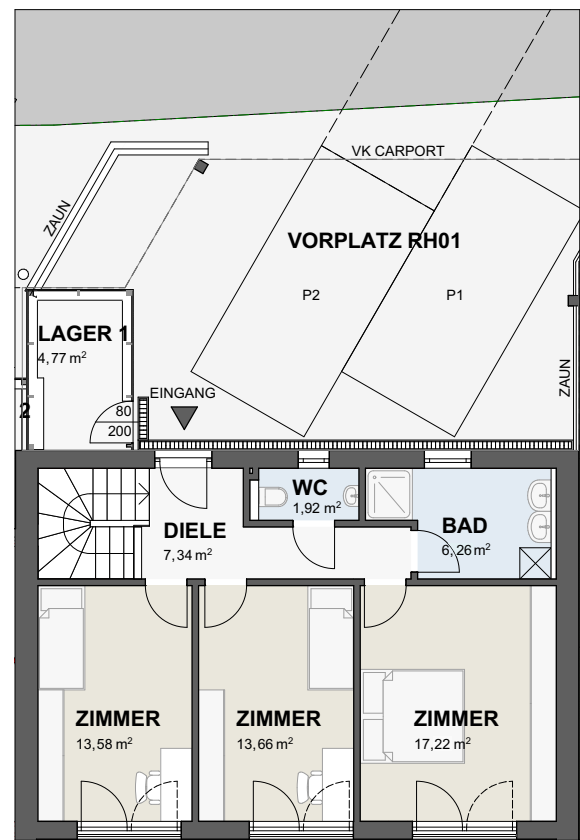 VK CARPORT
ZAUN
VORPLATZ RH01
P2
P1
LAGER 1
4,77 m²
ZAUN
EINGANG
2
80
200
WC
1,92 m²
DIELE
7,34 m²
BAD
6,26 m²
ZIMMER
13,58 m²
ZIMMER
13,66 m²
ZIMMER
17,22 m²